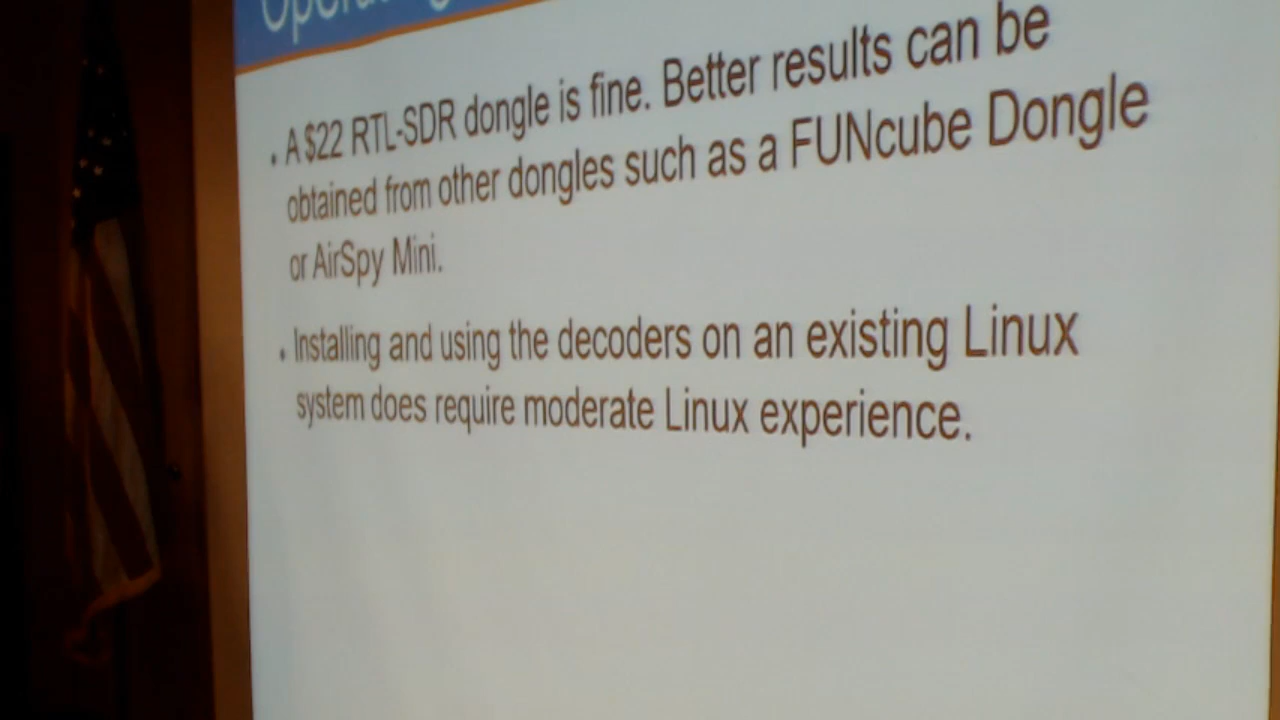 • A $22 RTL-SDR dongle is fine. Better results can be
obtained from other dongles such as a FUNcube Dongle
or AirSpy Mini.
• Installing and using the decoders on an existing Linux
system does require moderate Linux experience.